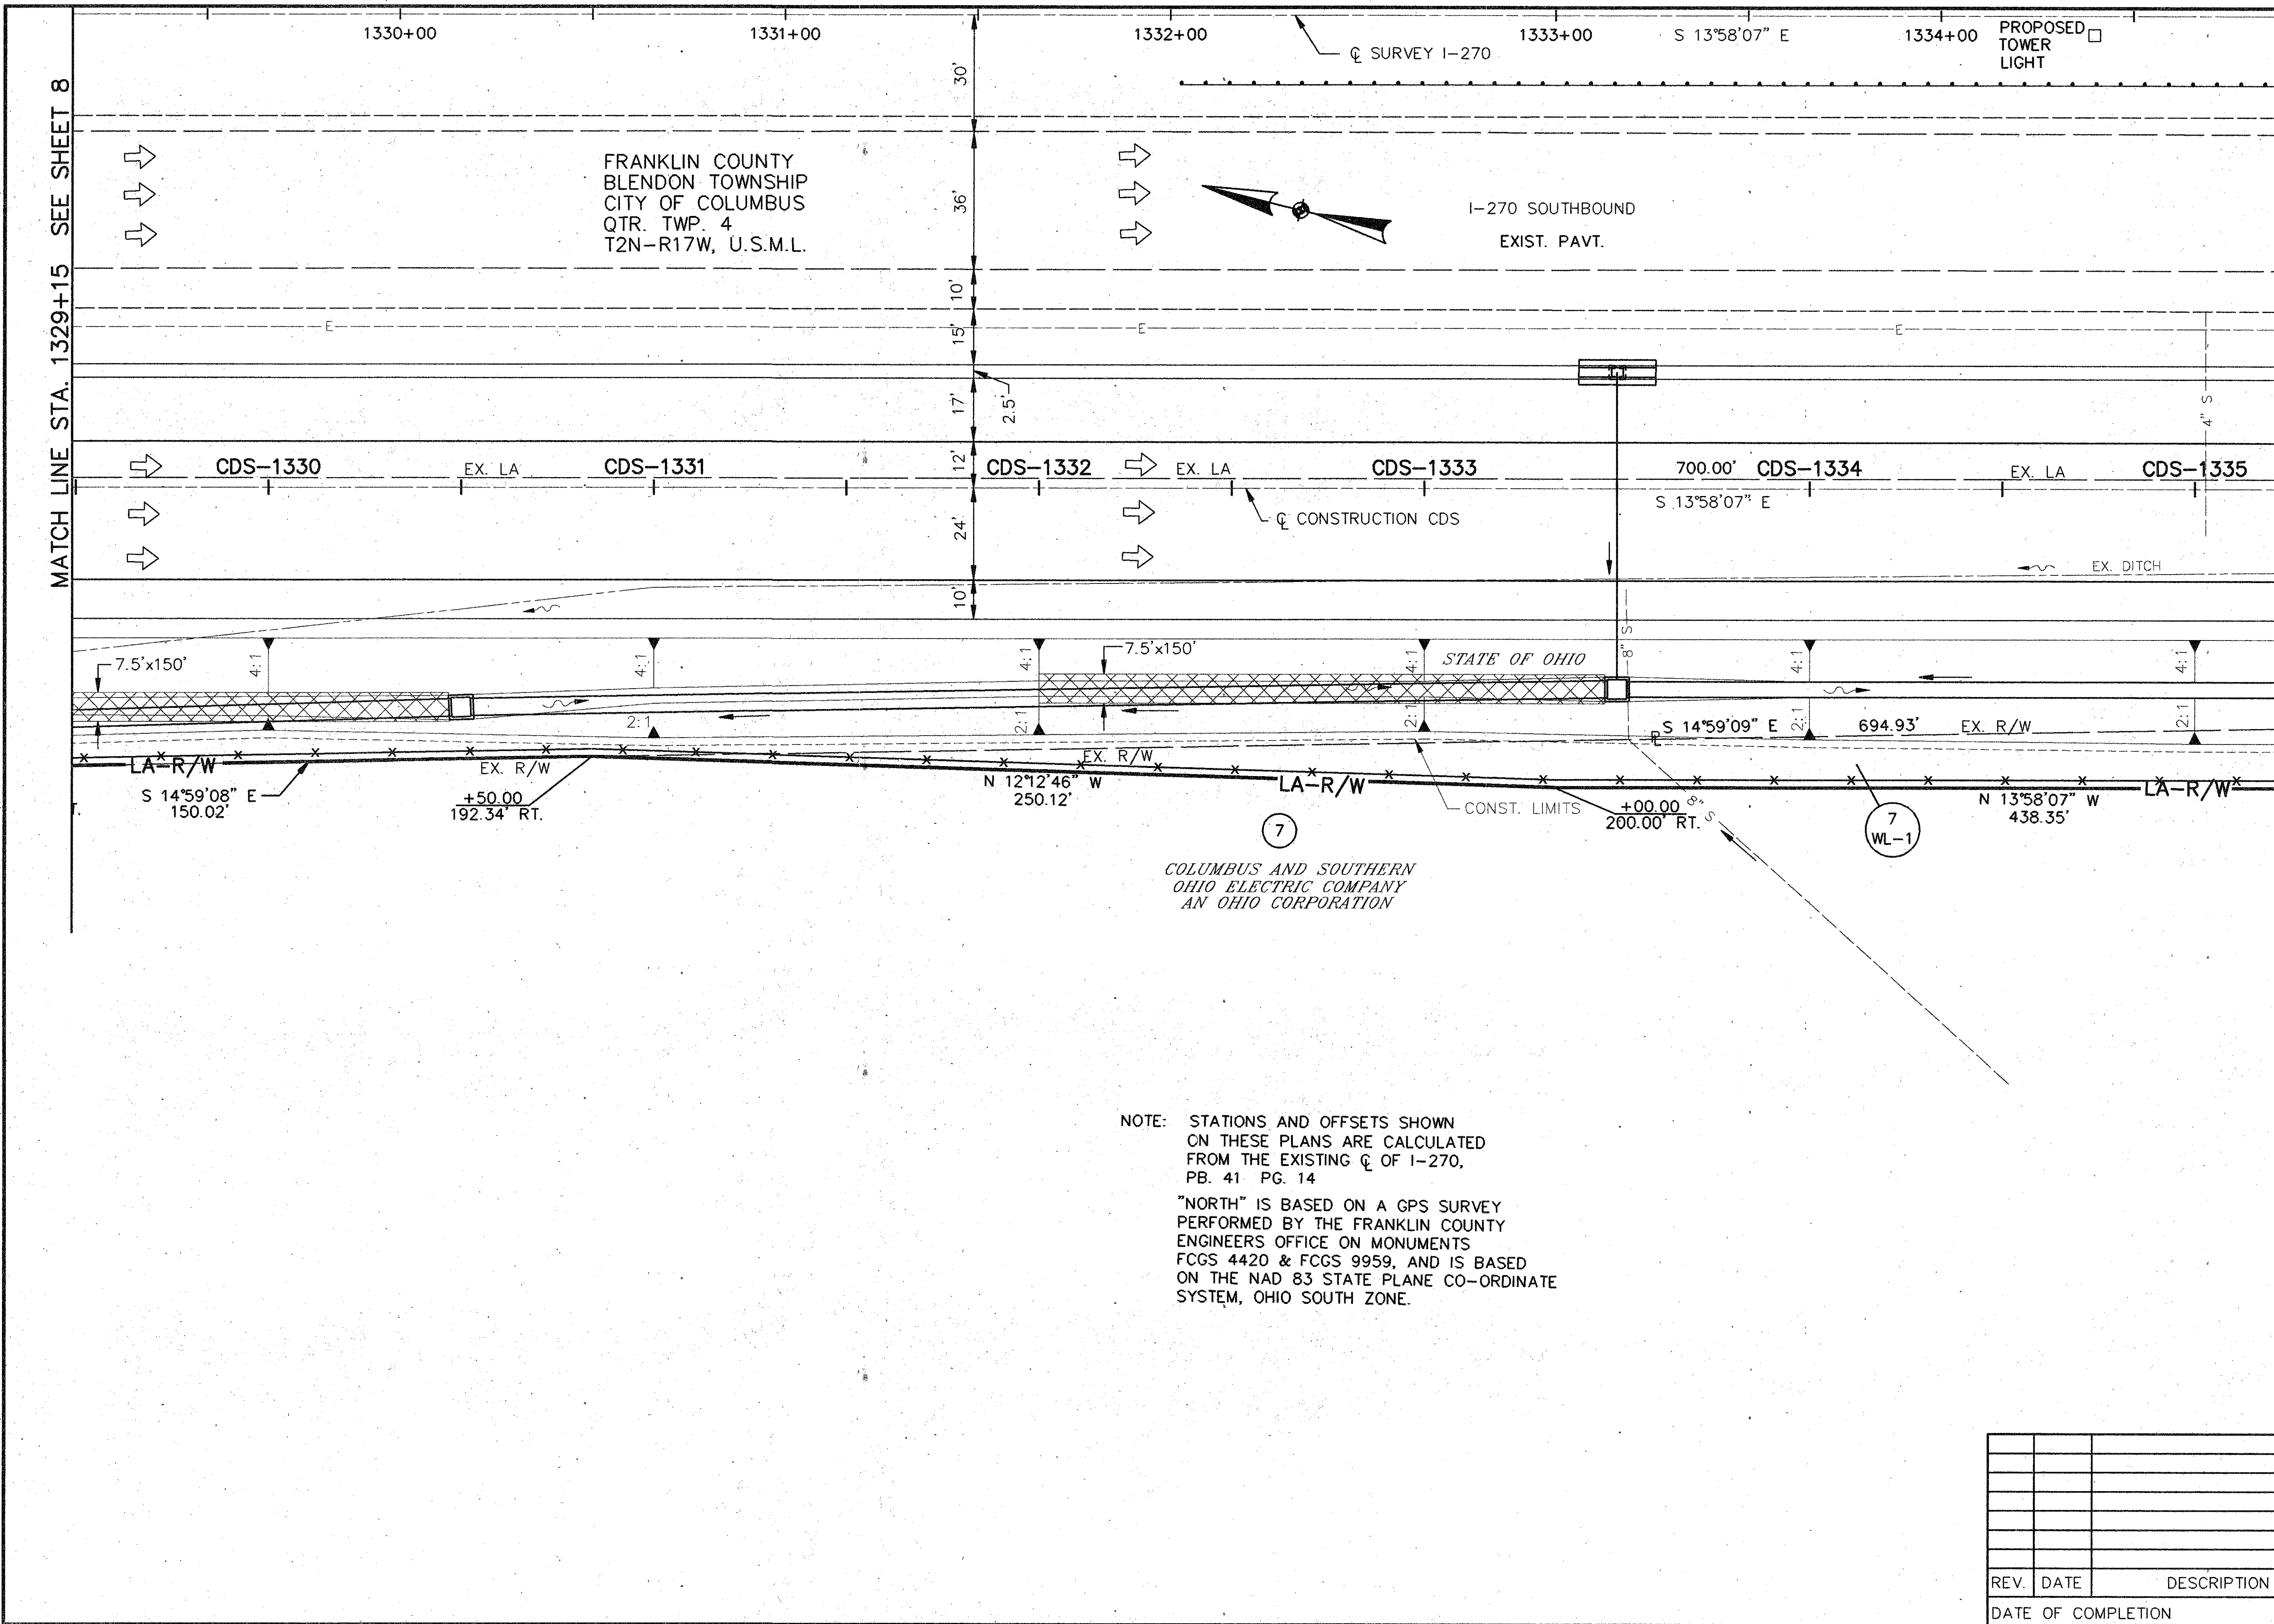 1330+00
1331+00
1332+00
1333+00
S 13°58'07" E
1334+00
PROPOSED
TOWER
LIGHT
℄ SURVEY I-270
MATCH LINE STA. 1329+15 SEE SHEET 8
30'
36'
10'
15'
2.5'
17'
12'
24'
10'
FRANKLIN COUNTY
BLENDON TOWNSHIP
CITY OF COLUMBUS
QTR. TWP. 4
T2N-R17W, U.S.M.L.
I-270 SOUTHBOUND
EXIST. PAVT.
E
E
E
4" S
CDS-1330
EX. LA
CDS-1331
CDS-1332
EX. LA
CDS-1333
700.00'
CDS-1334
EX. LA
CDS-1335
S 13°58'07" E
℄ CONSTRUCTION CDS
EX. DITCH
7.5'x150'
4:1
4:1
4:1
7.5'x150'
4:1
STATE OF OHIO
8" S
4:1
4:1
2:1
2:1
2:1
2:1
2:1
℞ S 14°59'09" E
694.93'
EX. R/W
LA-R/W
EX. R/W
EX. R/W
LA-R/W
LA-R/W
T.
S 14°59'08" E
150.02'
+50.00
192.34' RT.
N 12°12'46" W
250.12'
CONST. LIMITS
+00.00
200.00' RT.
8" S
7
WL-1
N 13°58'07" W
438.35'
7
COLUMBUS AND SOUTHERN
OHIO ELECTRIC COMPANY
AN OHIO CORPORATION
NOTE: STATIONS AND OFFSETS SHOWN
ON THESE PLANS ARE CALCULATED
FROM THE EXISTING ℄ OF I-270,
PB. 41 PG. 14
"NORTH" IS BASED ON A GPS SURVEY
PERFORMED BY THE FRANKLIN COUNTY
ENGINEERS OFFICE ON MONUMENTS
FCGS 4420 & FCGS 9959, AND IS BASED
ON THE NAD 83 STATE PLANE CO-ORDINATE
SYSTEM, OHIO SOUTH ZONE.
REV. DATE DESCRIPTION
DATE OF COMPLETION